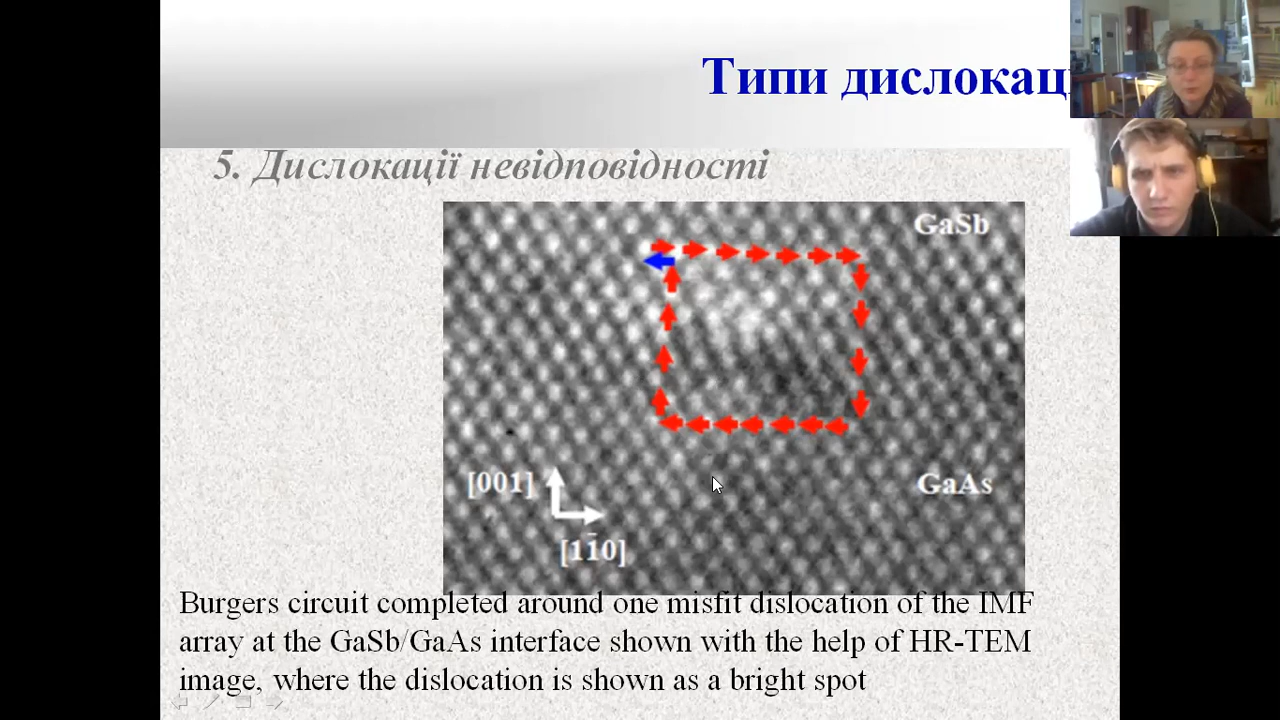 Типи дислокац
5. Дислокації невідповідності
GaSb
[001]
GaAs
[11̄0]
Burgers circuit completed around one misfit dislocation of the IMF
array at the GaSb/GaAs interface shown with the help of HR-TEM
image, where the dislocation is shown as a bright spot